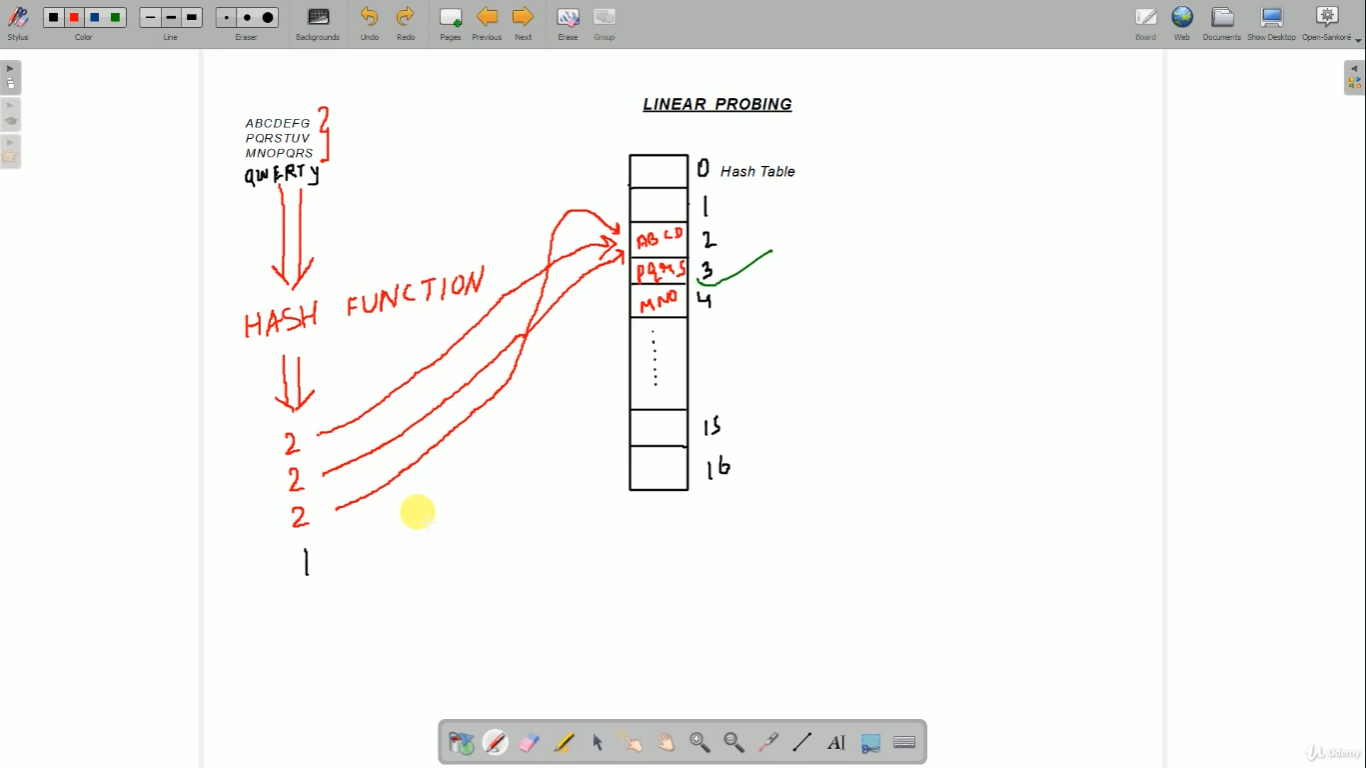 Stylus Color Line Eraser Backgrounds Undo Redo Pages Previous Next Erase Group Board Web Documents Show Desktop Open-Sankoré
LINEAR PROBING
ABCDEFG
PQRSTUV
MNOPQRS
QWERTY
HASH FUNCTION
2
2
2
1
0 Hash Table
1
ABCD 2
PQRS 3
MNO 4
15
16
AI
Udemy